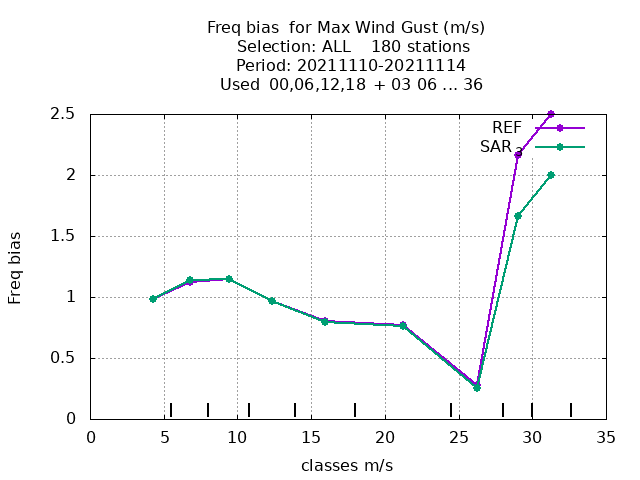 Freq bias for Max Wind Gust (m/s)
Selection: ALL 180 stations
Period: 20211110-20211114
Used 00,06,12,18 + 03 06 ... 36
Freq bias
2.5
2
1.5
1
0.5
0
REF
SAR
0 5 10 15 20 25 30 35
classes m/s